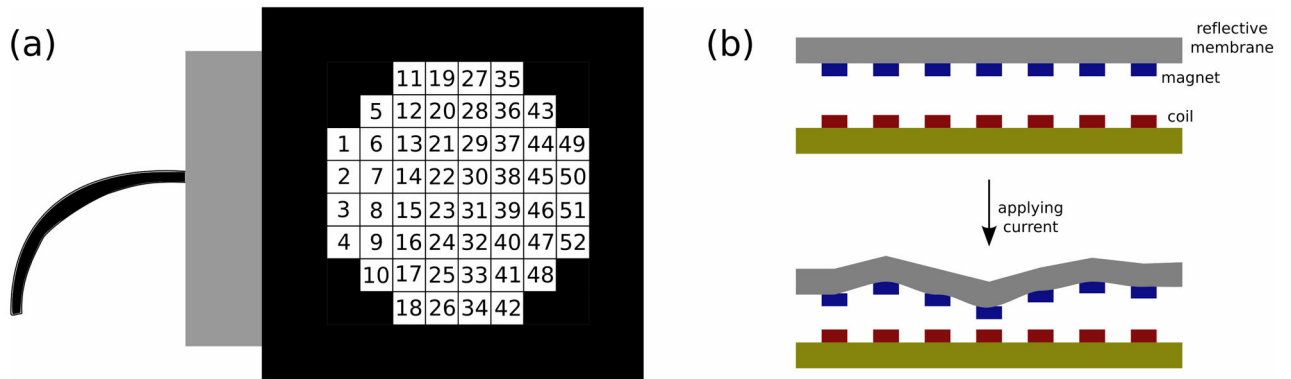 (a)
11 19 27 35
5 12 20 28 36 43
1 6 13 21 29 37 44 49
2 7 14 22 30 38 45 50
3 8 15 23 31 39 46 51
4 9 16 24 32 40 47 52
10 17 25 33 41 48
18 26 34 42
(b)
reflective
membrane
magnet
coil
applying
current